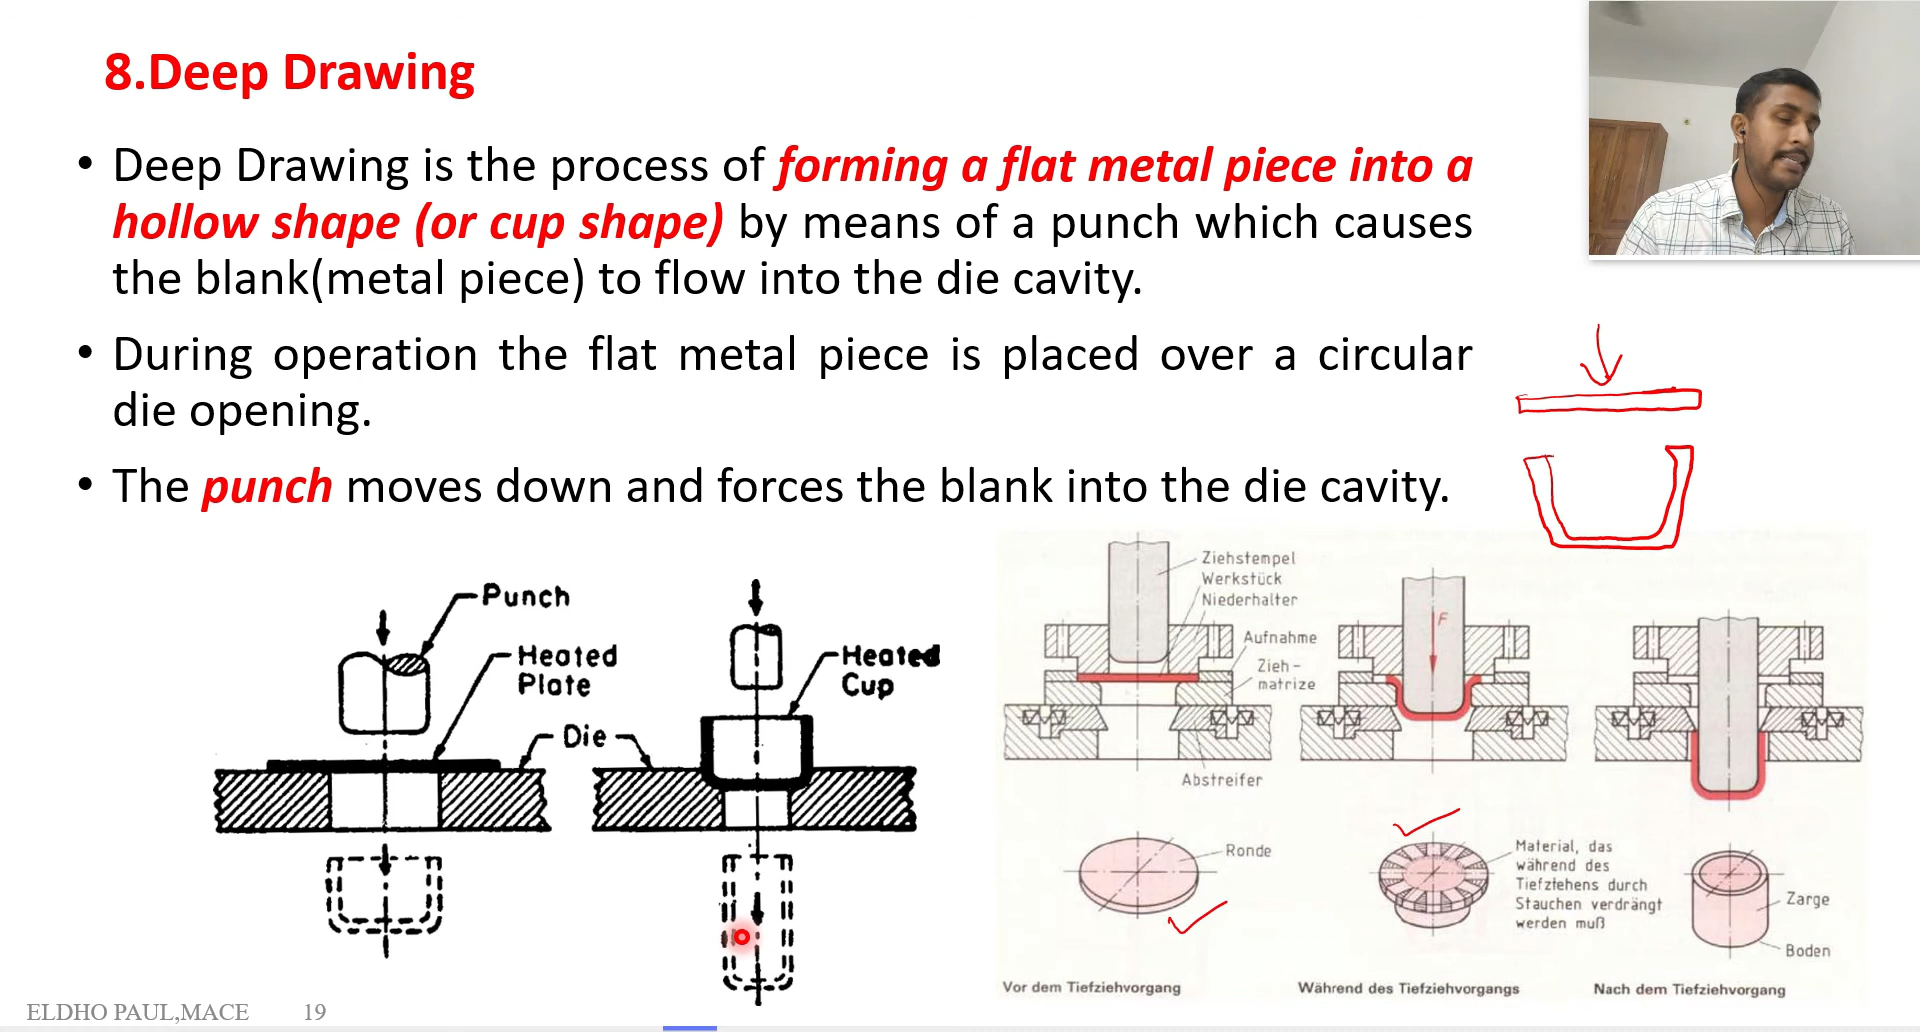 8.Deep Drawing
• Deep Drawing is the process of forming a flat metal piece into a
hollow shape (or cup shape) by means of a punch which causes
the blank(metal piece) to flow into the die cavity.
• During operation the flat metal piece is placed over a circular
die opening.
• The punch moves down and forces the blank into the die cavity.
Punch
Heated
Plate
Die
Heated
Cup
Ziehstempel
Werkstück
Niederhalter
Aufnahme
Zieh-
matrize
Abstreifer
F
Ronde
Material, das
während des
Tiefziehens durch
Stauchen verdrängt
werden muß
Zarge
Boden
Vor dem Tiefziehvorgang
Während des Tiefziehvorgangs
Nach dem Tiefziehvorgang
ELDHO PAUL,MACE
19